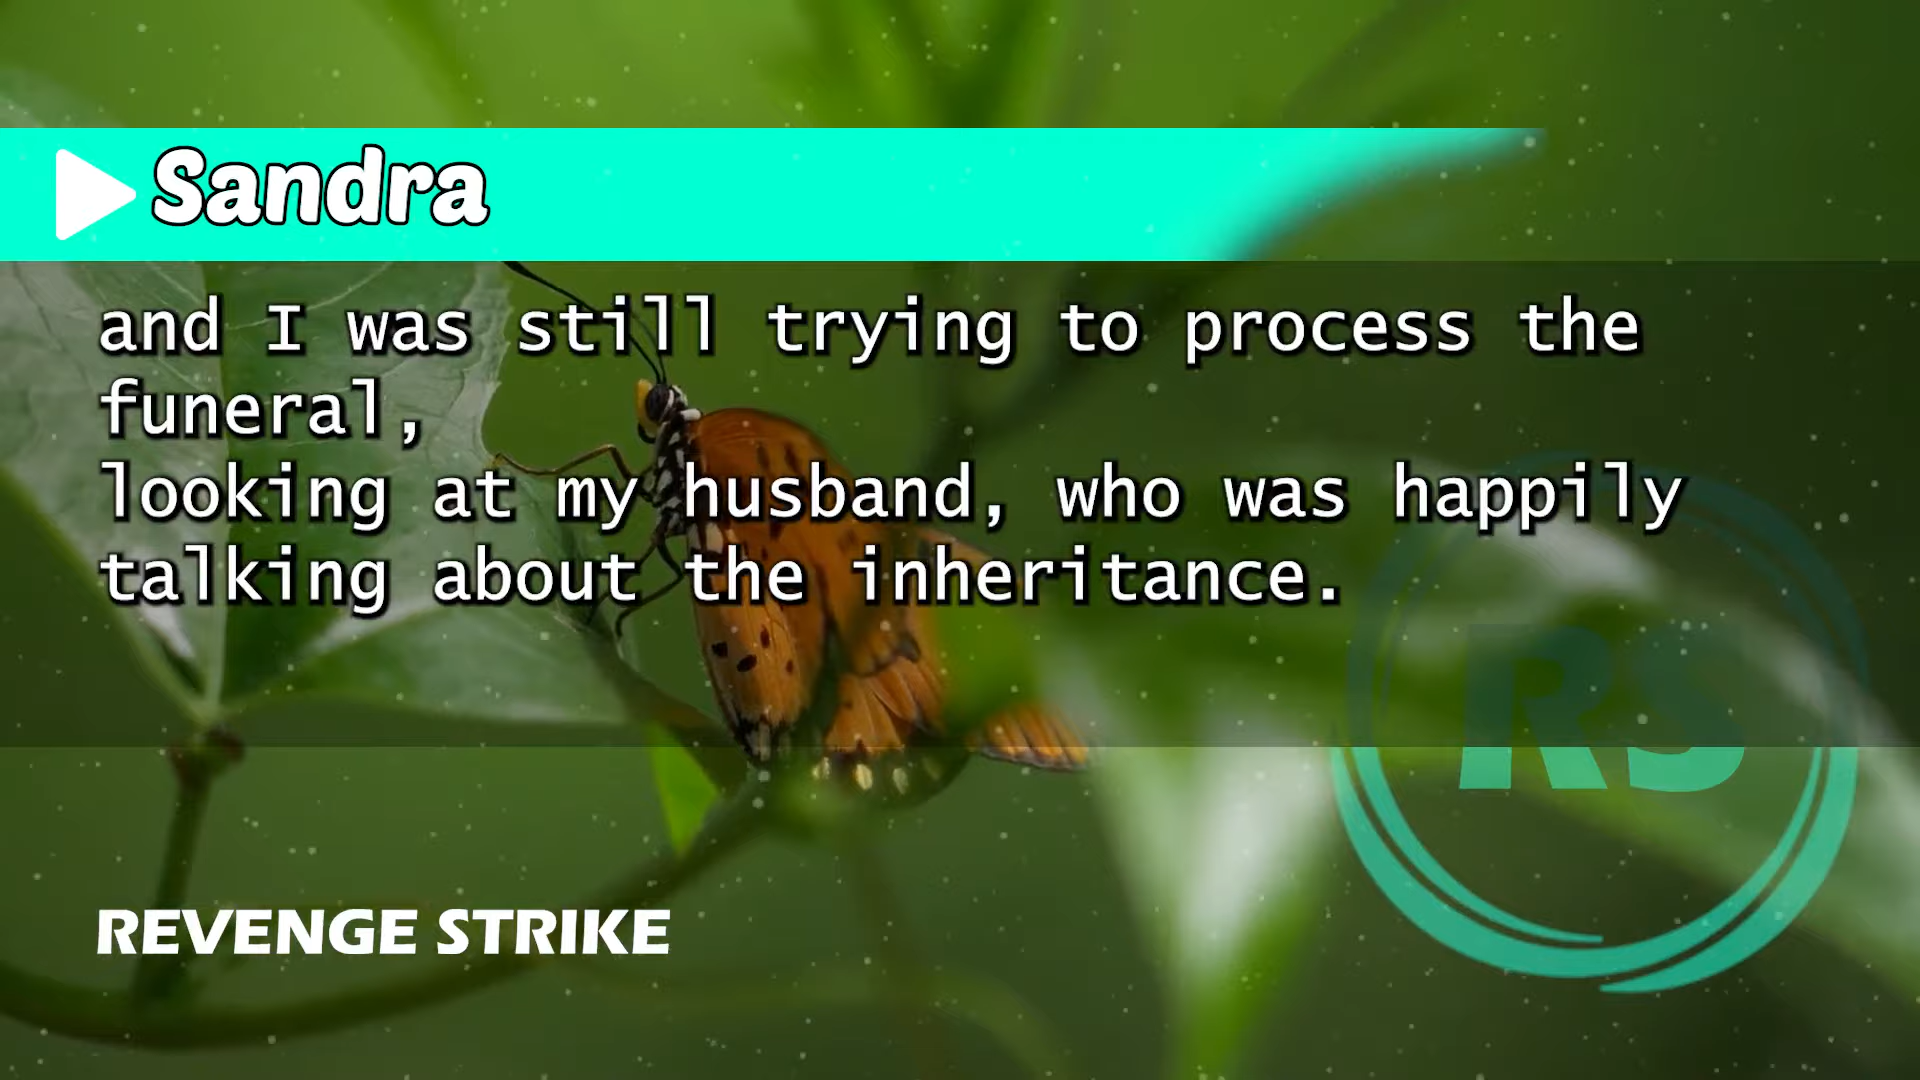 Sandra
and I was still trying to process the
funeral,
looking at my husband, who was happily
talking about the inheritance.
RS
REVENGE STRIKE